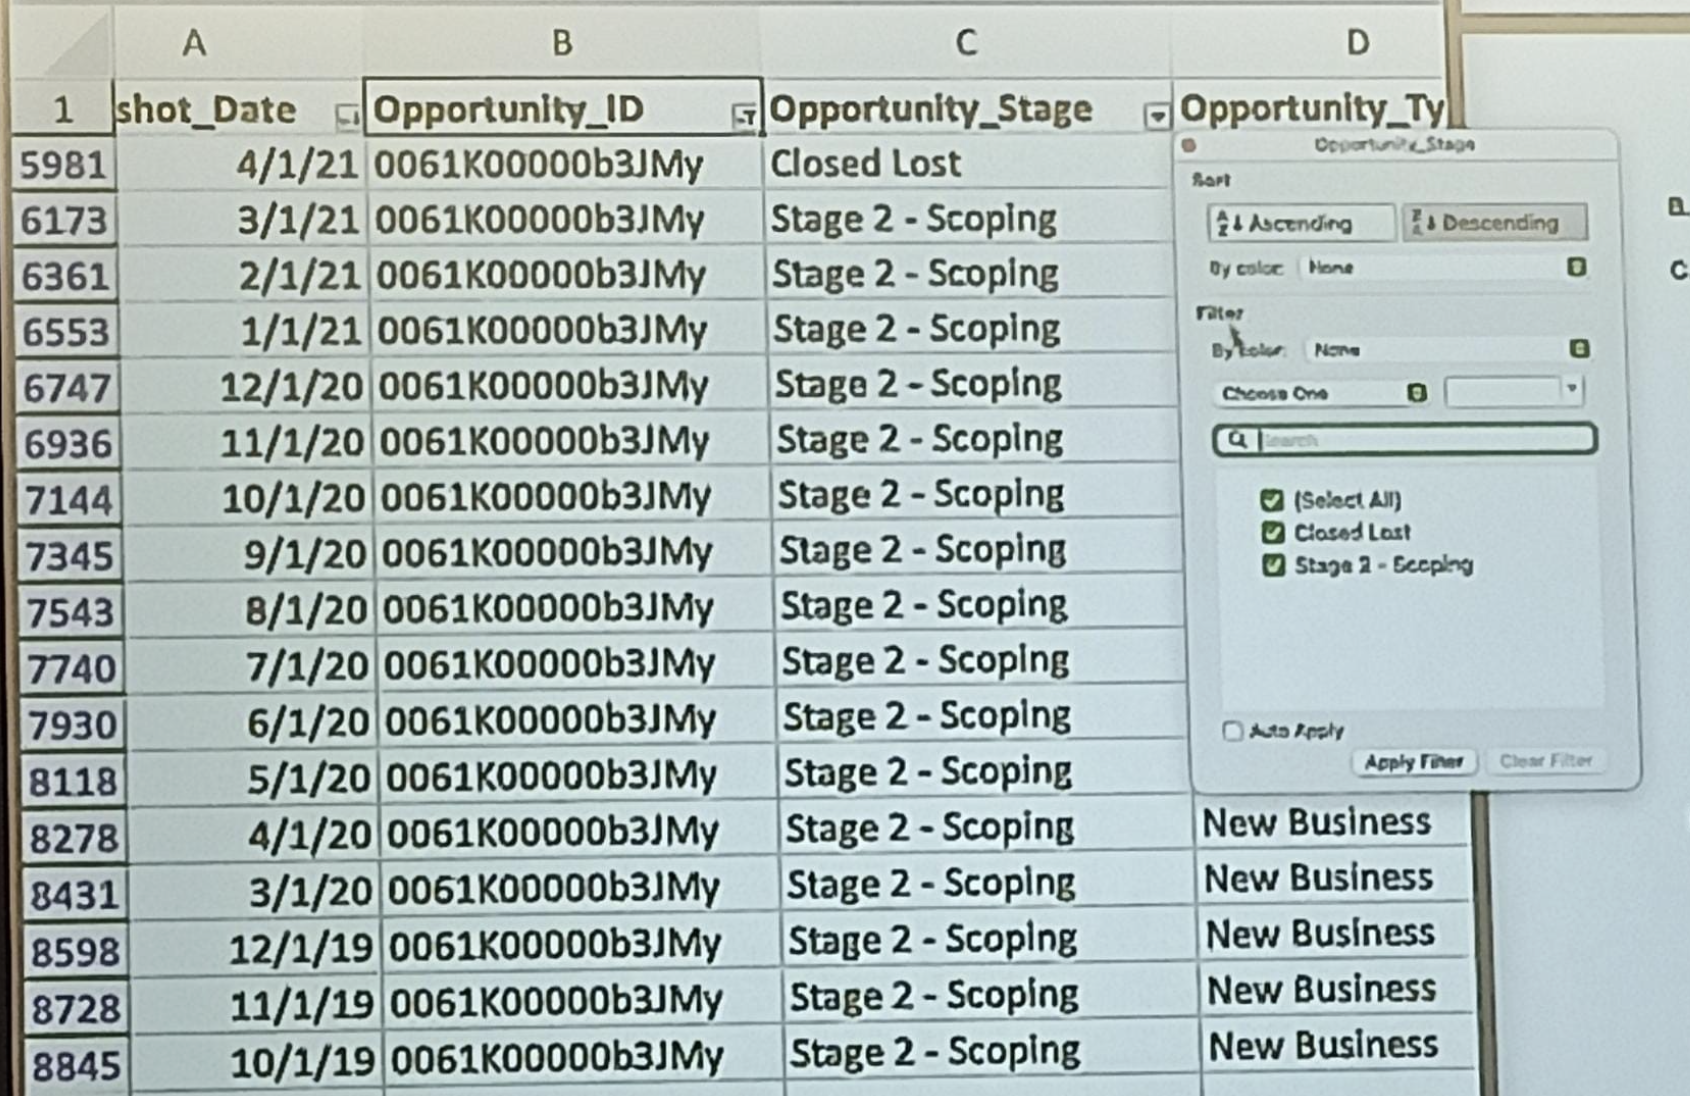 A B C D
1 shot_Date Opportunity_ID Opportunity_Stage Opportunity_Ty
5981 4/1/21 0061K00000b3JMy Closed Lost
6173 3/1/21 0061K00000b3JMy Stage 2 - Scoping
6361 2/1/21 0061K00000b3JMy Stage 2 - Scoping
6553 1/1/21 0061K00000b3JMy Stage 2 - Scoping
6747 12/1/20 0061K00000b3JMy Stage 2 - Scoping
6936 11/1/20 0061K00000b3JMy Stage 2 - Scoping
7144 10/1/20 0061K00000b3JMy Stage 2 - Scoping
7345 9/1/20 0061K00000b3JMy Stage 2 - Scoping
7543 8/1/20 0061K00000b3JMy Stage 2 - Scoping
7740 7/1/20 0061K00000b3JMy Stage 2 - Scoping
7930 6/1/20 0061K00000b3JMy Stage 2 - Scoping
8118 5/1/20 0061K00000b3JMy Stage 2 - Scoping
8278 4/1/20 0061K00000b3JMy Stage 2 - Scoping New Business
8431 3/1/20 0061K00000b3JMy Stage 2 - Scoping New Business
8598 12/1/19 0061K00000b3JMy Stage 2 - Scoping New Business
8728 11/1/19 0061K00000b3JMy Stage 2 - Scoping New Business
8845 10/1/19 0061K00000b3JMy Stage 2 - Scoping New Business
Opportunity_Stage
Sort
Ascending Descending
By color: None
Filter
By color: None
Choose One
Search
(Select All)
Closed Lost
Stage 2 - Scoping
Auto Apply
Apply Filter Clear Filter